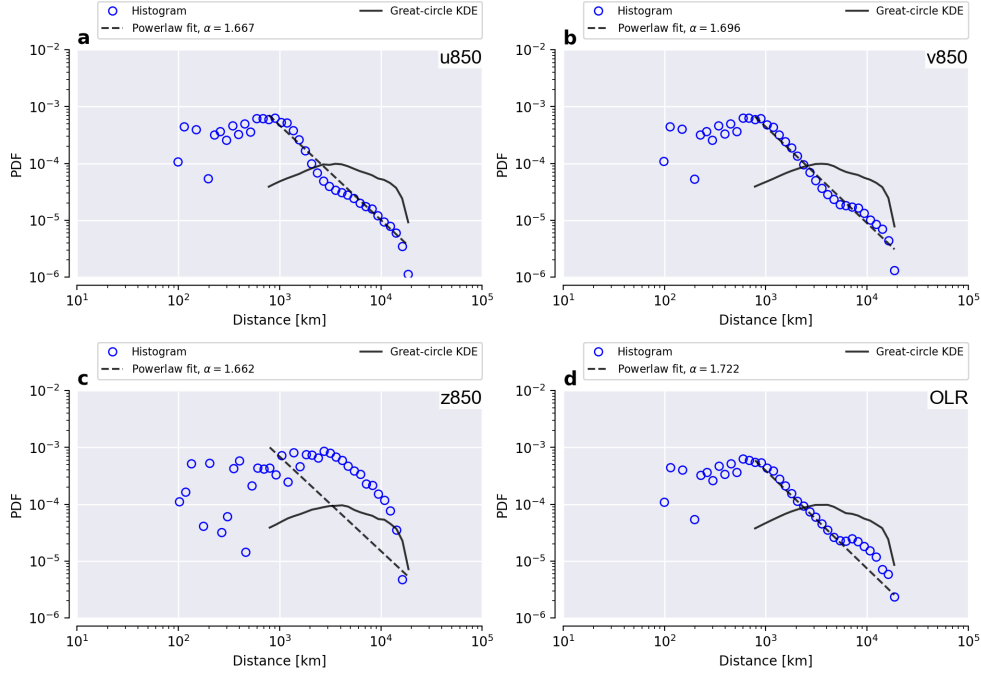 Histogram
Powerlaw fit, α = 1.667
Great-circle KDE
a
u850
10⁻²
10⁻³
10⁻⁴
10⁻⁵
10⁻⁶
PDF
10¹ 10² 10³ 10⁴ 10⁵
Distance [km]
Histogram
Powerlaw fit, α = 1.696
Great-circle KDE
b
v850
10⁻²
10⁻³
10⁻⁴
10⁻⁵
10⁻⁶
PDF
10¹ 10² 10³ 10⁴ 10⁵
Distance [km]
Histogram
Powerlaw fit, α = 1.662
Great-circle KDE
c
z850
10⁻²
10⁻³
10⁻⁴
10⁻⁵
10⁻⁶
PDF
10¹ 10² 10³ 10⁴ 10⁵
Distance [km]
Histogram
Powerlaw fit, α = 1.722
Great-circle KDE
d
OLR
10⁻²
10⁻³
10⁻⁴
10⁻⁵
10⁻⁶
PDF
10¹ 10² 10³ 10⁴ 10⁵
Distance [km]